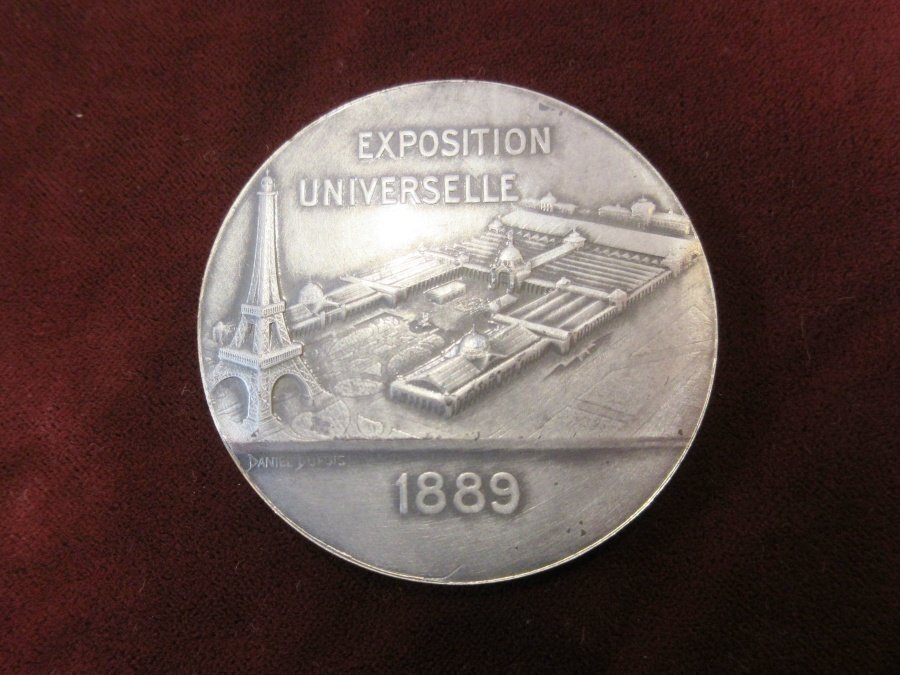 EXPOSITION
UNIVERSELLE
DANIEL DUPUIS
1889